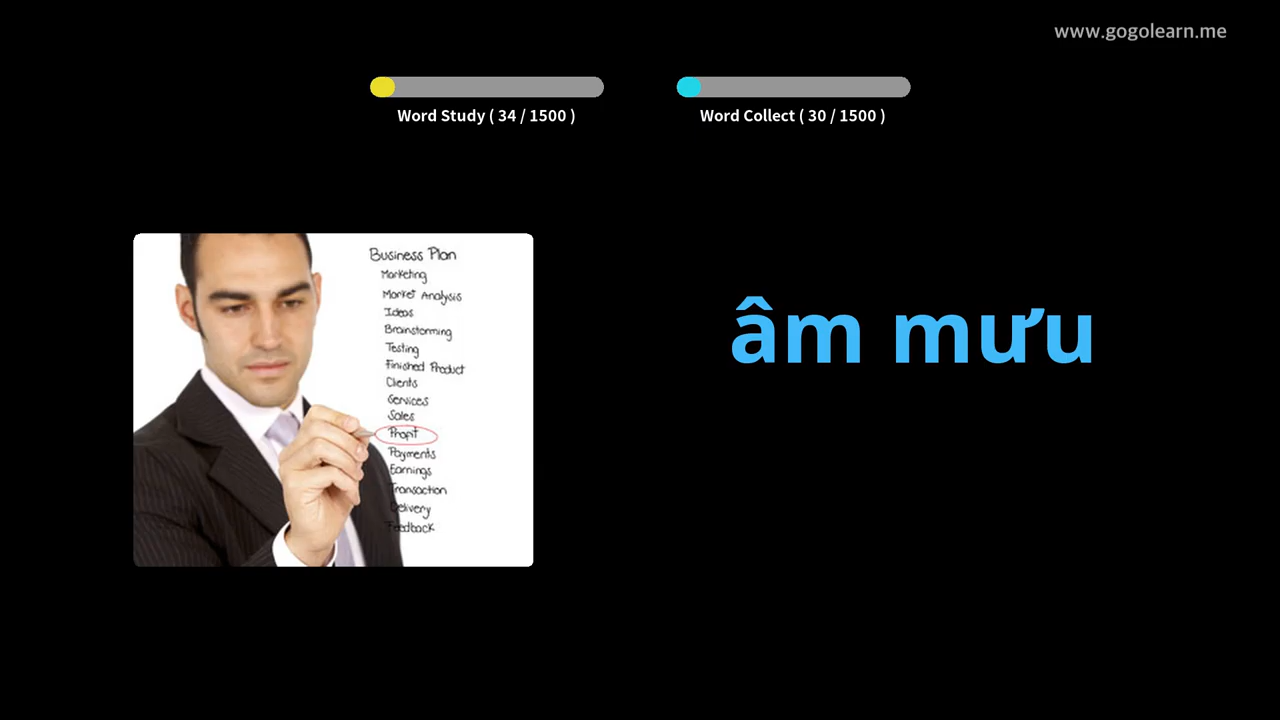 www.gogolearn.me
Word Study ( 34 / 1500 )
Word Collect ( 30 / 1500 )
Business Plan
Marketing
Market Analysis
Ideas
Brainstorming
Testing
Finished Product
Clients
Services
Sales
Profit
Payments
Earnings
Transaction
Delivery
Feedback
âm mưu